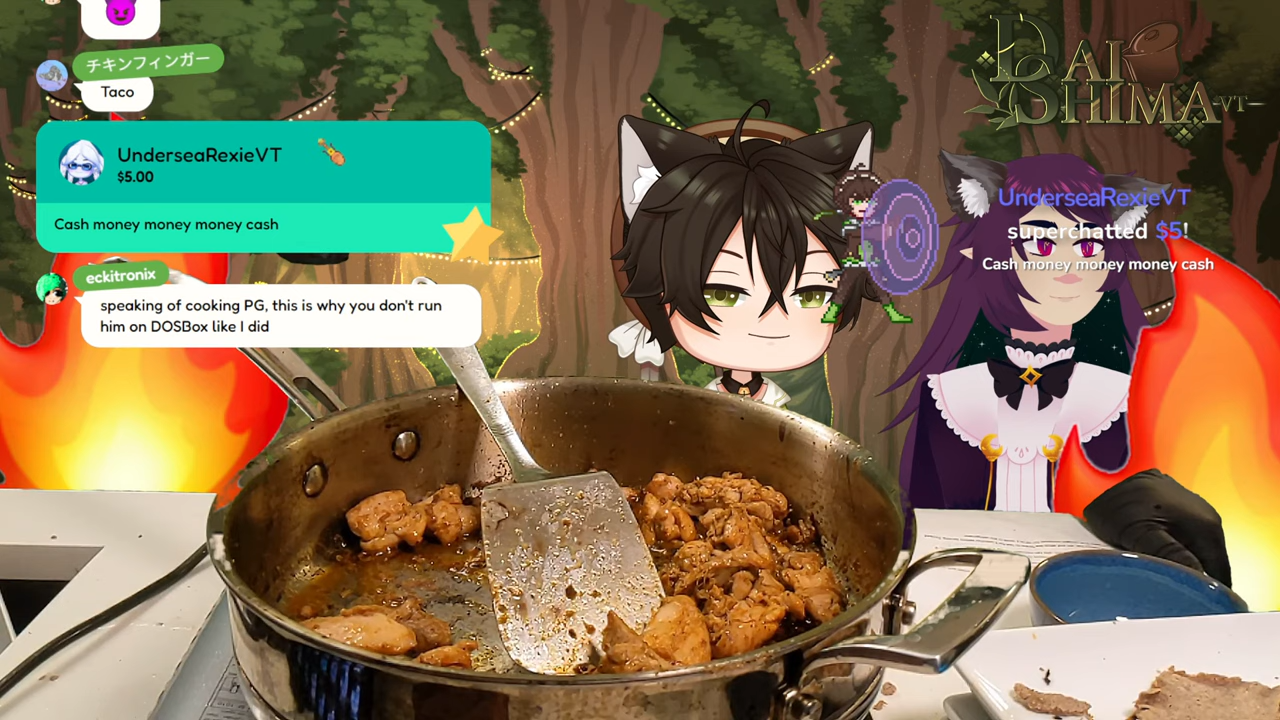 チキンフィンガー
Taco
UnderseaRexieVT
$5.00
Cash money money money cash
eckitronix
speaking of cooking PG, this is why you don't run
him on DOSBox like I did
DAI
SHIMA
-VT-
UnderseaRexieVT
superchatted $5!
Cash money money money cash